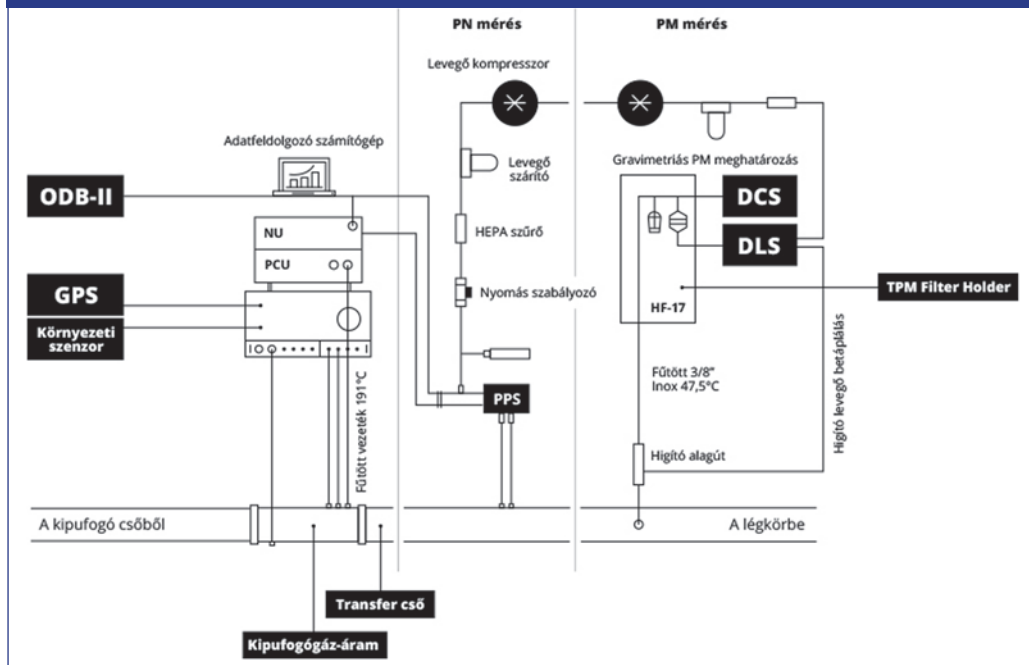 PN mérés
PM mérés
Levegő kompresszor
Adatfeldolgozó számítógép
Levegő
szárító
Gravimetriás PM meghatározás
ODB-II
DCS
NU
HEPA szűrő
DLS
PCU
GPS
Nyomás szabályozó
TPM Filter Holder
HF-17
Környezeti
szenzor
Fűtött 3/8"
Inox 47,5°C
Higító levegő betáplálás
Fűtött vezeték 191°C
PPS
Higító alagút
A kipufogó csőből
A légkörbe
Transfer cső
Kipufogógáz-áram